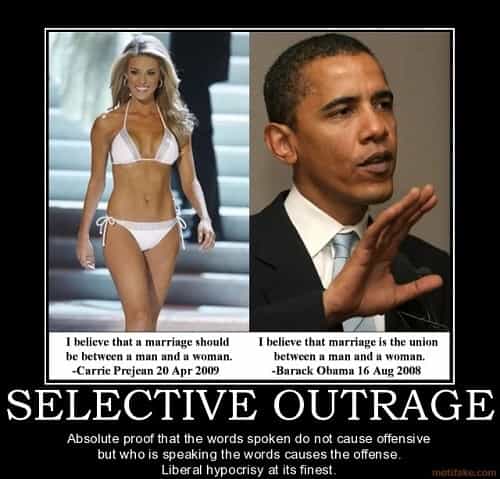 I believe that a marriage should
be between a man and a woman.
-Carrie Prejean 20 Apr 2009
I believe that marriage is the union
between a man and a woman.
-Barack Obama 16 Aug 2008
SELECTIVE OUTRAGE
Absolute proof that the words spoken do not cause offensive
but who is speaking the words causes the offense.
Liberal hypocrisy at its finest.
motifake.com